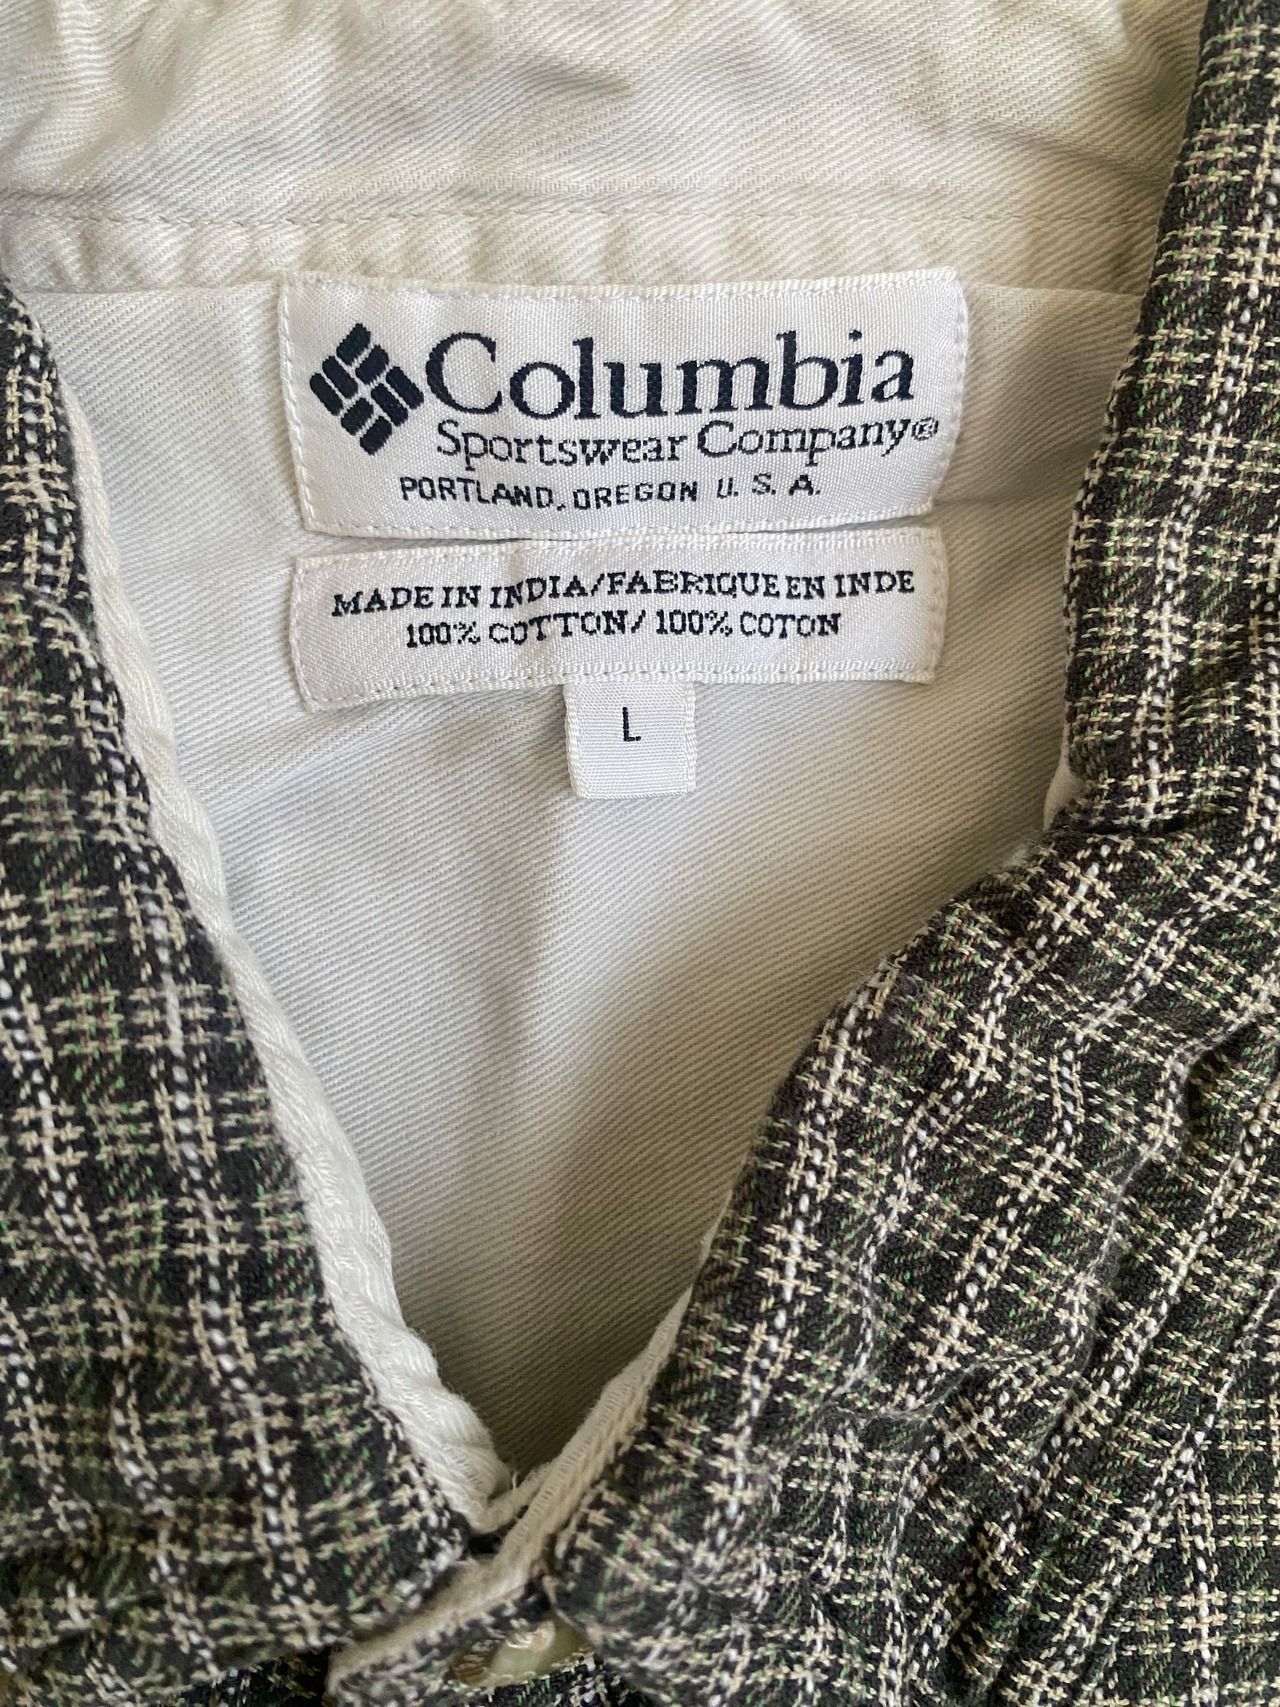 Columbia
Sportswear Company®
PORTLAND, OREGON U. S. A.
MADE IN INDIA/FABRIQUE EN INDE
100% COTTON/ 100% COTON
L